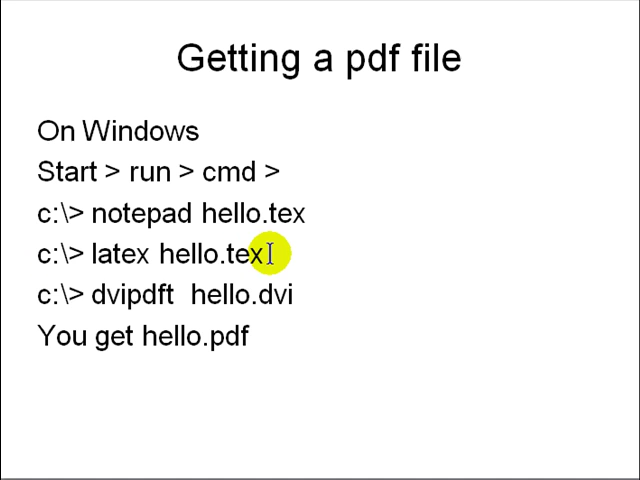 Getting a pdf file
On Windows
Start > run > cmd >
c:\> notepad hello.tex
c:\> latex hello.tex
c:\> dvipdft  hello.dvi
You get hello.pdf